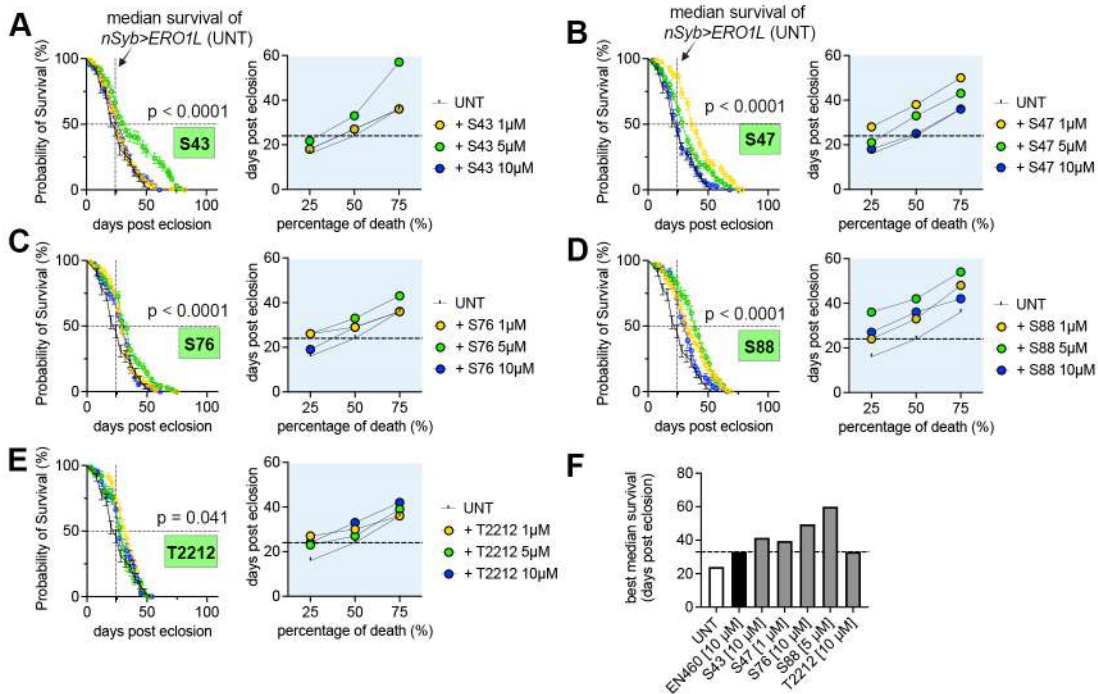 A
median survival of
nSyb>ERO1L (UNT)
Probability of Survival (%)
100
50
0
0
50
100
days post eclosion
p < 0.0001
S43
days post eclosion
60
40
20
0
25
50
75
percentage of death (%)
UNT
+ S43 1µM
+ S43 5µM
+ S43 10µM
B
median survival of
nSyb>ERO1L (UNT)
Probability of Survival (%)
100
50
0
0
50
100
days post eclosion
p < 0.0001
S47
days post eclosion
60
40
20
0
25
50
75
percentage of death (%)
UNT
+ S47 1µM
+ S47 5µM
+ S47 10µM
C
Probability of Survival (%)
100
50
0
0
50
100
days post eclosion
p < 0.0001
S76
days post eclosion
60
40
20
0
25
50
75
percentage of death (%)
UNT
+ S76 1µM
+ S76 5µM
+ S76 10µM
D
Probability of Survival (%)
100
50
0
0
50
100
days post eclosion
p < 0.0001
S88
days post eclosion
60
40
20
0
25
50
75
percentage of death (%)
UNT
+ S88 1µM
+ S88 5µM
+ S88 10µM
E
Probability of Survival (%)
100
50
0
0
50
100
days post eclosion
p = 0.041
T2212
days post eclosion
60
40
20
0
25
50
75
percentage of death (%)
UNT
+ T2212 1µM
+ T2212 5µM
+ T2212 10µM
F
best median survival
(days post eclosion)
80
60
40
20
0
UNT
EN460 [10 µM]
S43 [10 µM]
S47 [1 µM]
S76 [10 µM]
S88 [5 µM]
T2212 [10 µM]